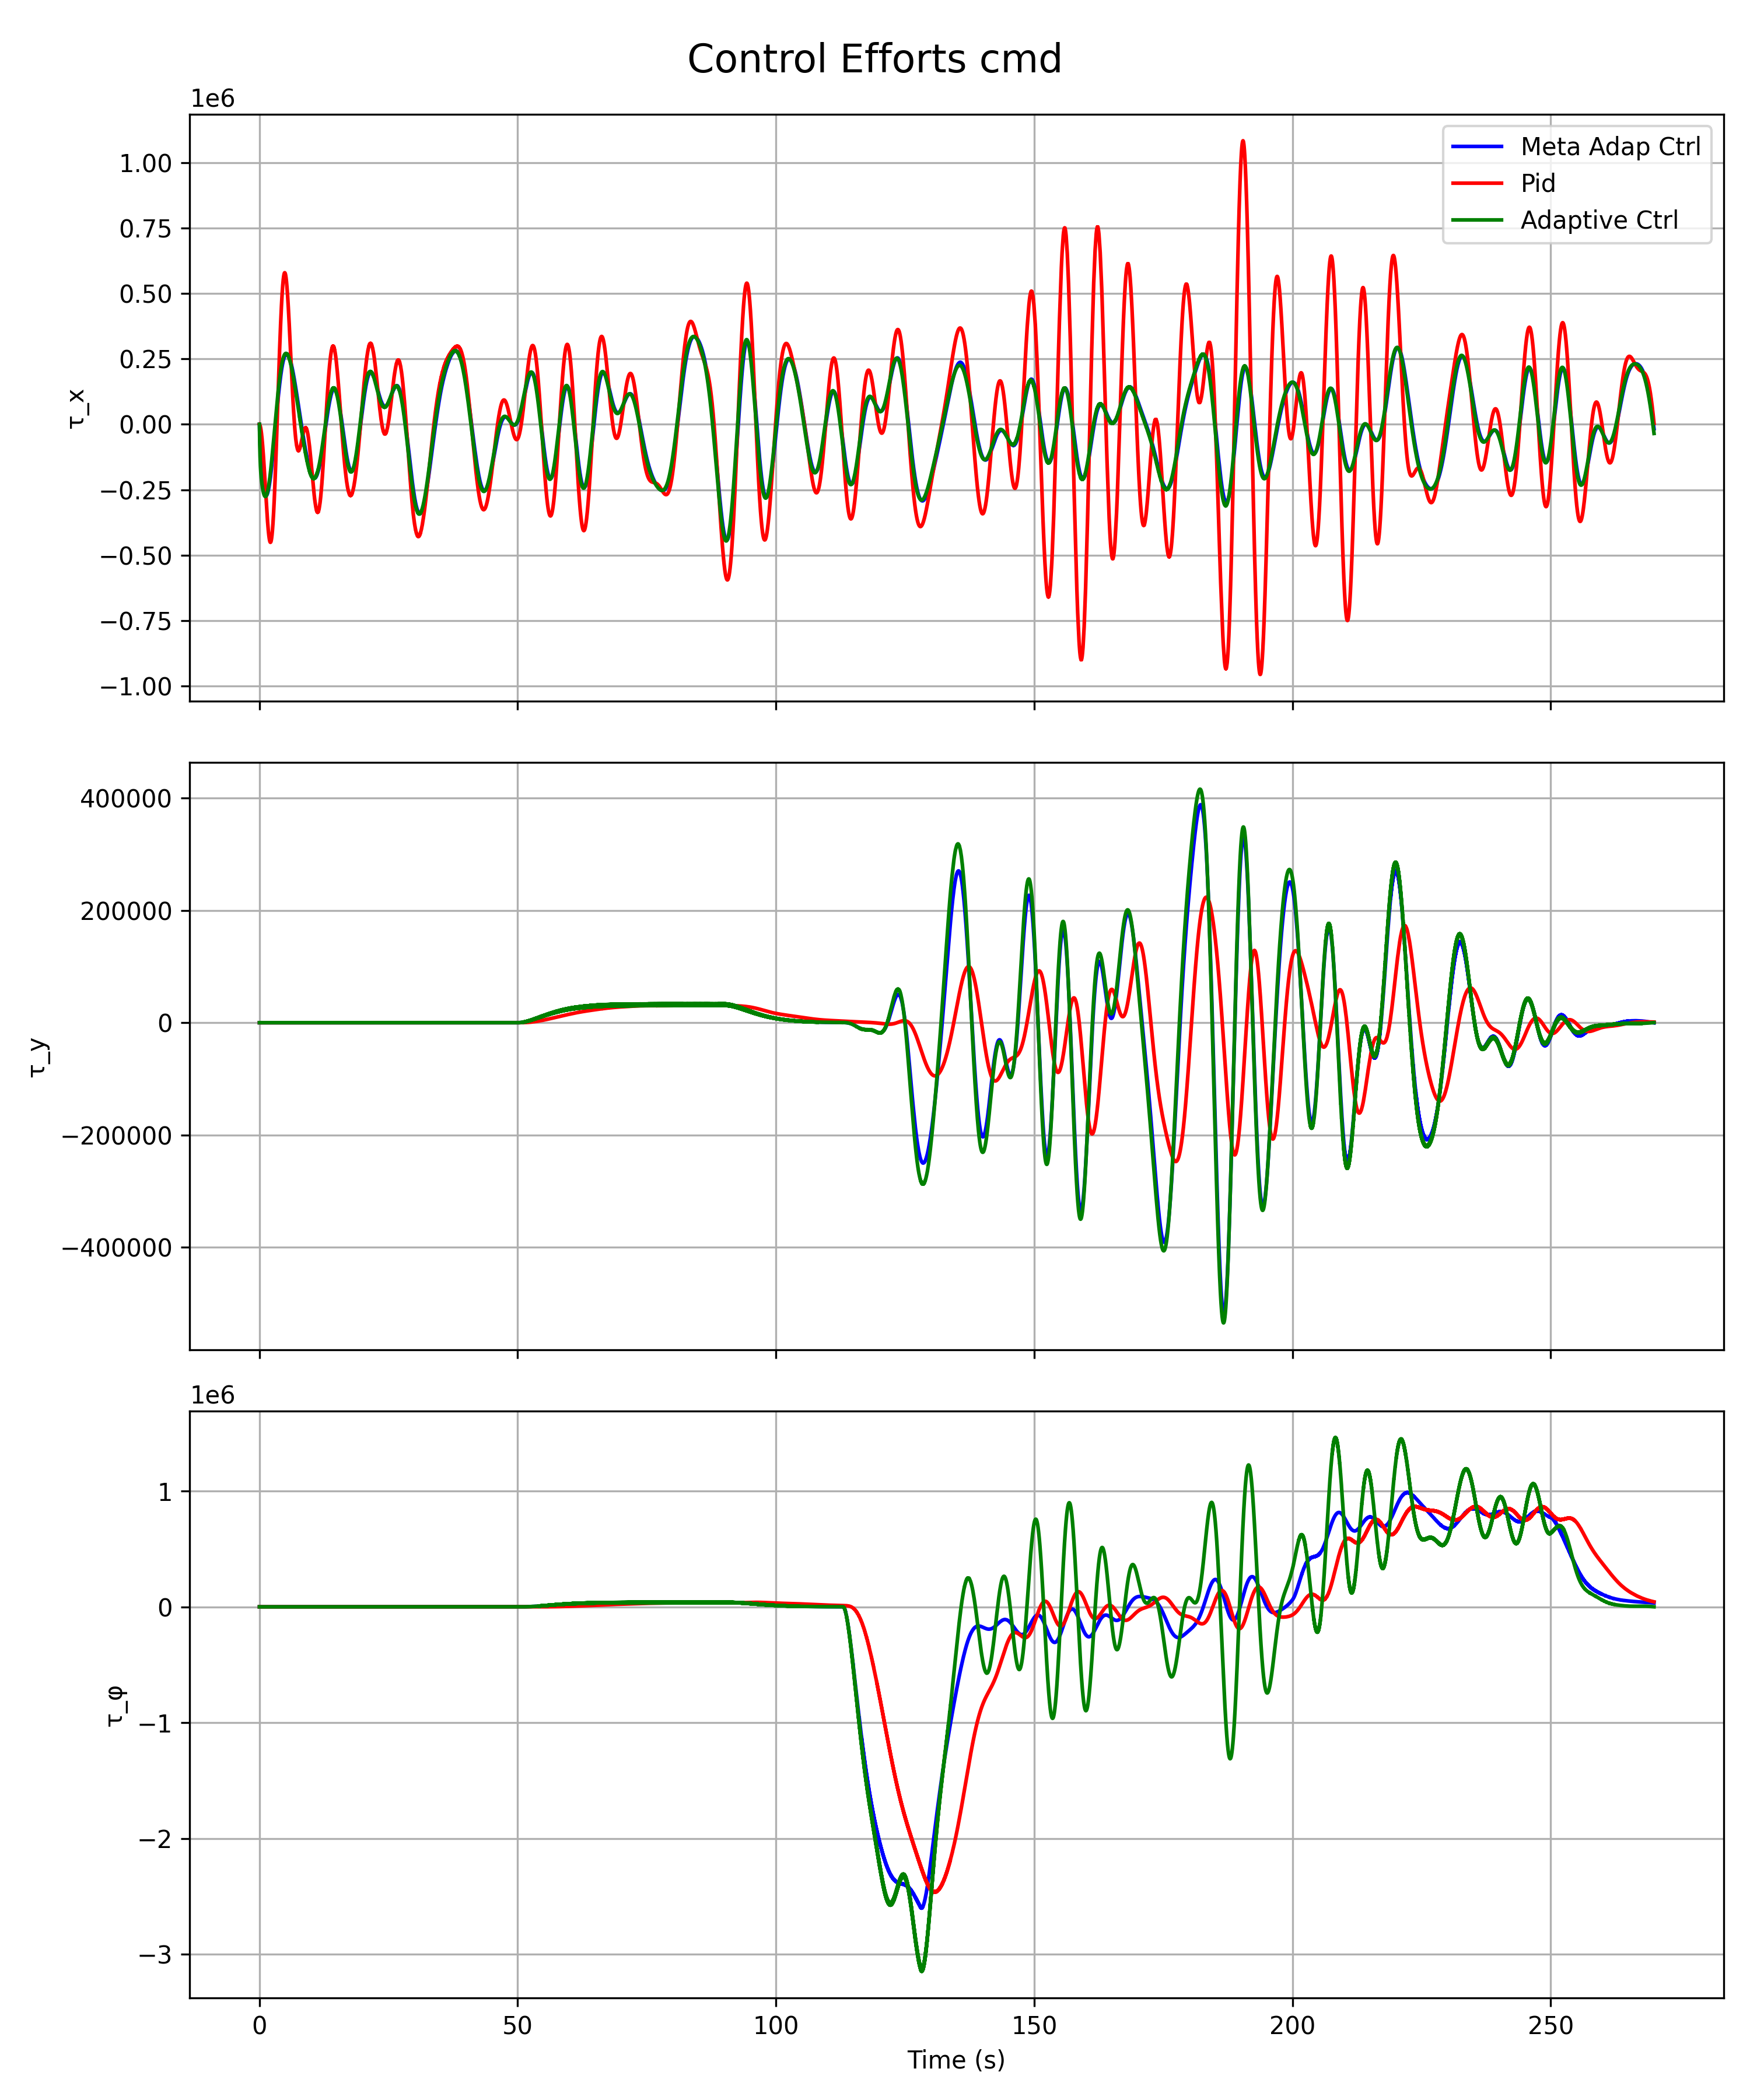 Control Efforts cmd
1e6
1.00
0.75
0.50
0.25
0.00
−0.25
−0.50
−0.75
−1.00
τ_x
Meta Adap Ctrl
Pid
Adaptive Ctrl
400000
200000
0
−200000
−400000
τ_y
1e6
1
0
−1
−2
−3
τ_φ
0 50 100 150 200 250
Time (s)